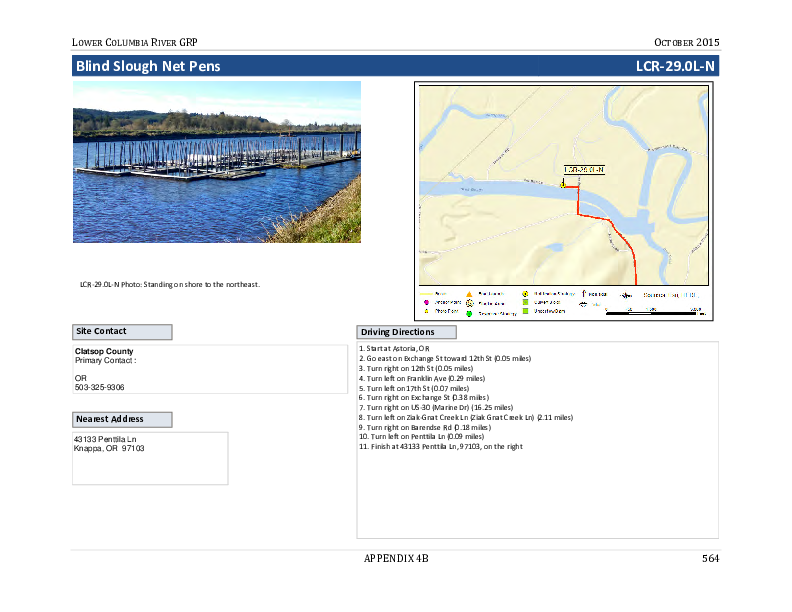 LOWER COLUMBIA RIVER GRP
OCTOBER 2015
Blind Slough Net Pens
LCR-29.0L-N
LCR-29.0L-N
LCR-29.0L-N Photo: Standing on shore to the northeast.
Site Contact
Clatsop County
Primary Contact :
OR
503-325-9306
Nearest Address
43133 Penttila Ln
Knappa, OR 97103
Driving Directions
1. Start at Astoria, OR
2. Go east on Exchange St toward 12th St (0.05 miles)
3. Turn right on 12th St (0.05 miles)
4. Turn left on Franklin Ave (0.29 miles)
5. Turn left on 17th St (0.07 miles)
6. Turn right on Exchange St (0.38 miles)
7. Turn right on US-30 (Marine Dr) (16.25 miles)
8. Turn left on Ziak-Gnat Creek Ln (Ziak Gnat Creek Ln) (2.11 miles)
9. Turn right on Barendse Rd (0.18 miles)
10. Turn left on Penttila Ln (0.09 miles)
11. Finish at 43133 Penttila Ln, 97103, on the right
APPENDIX 4B
564